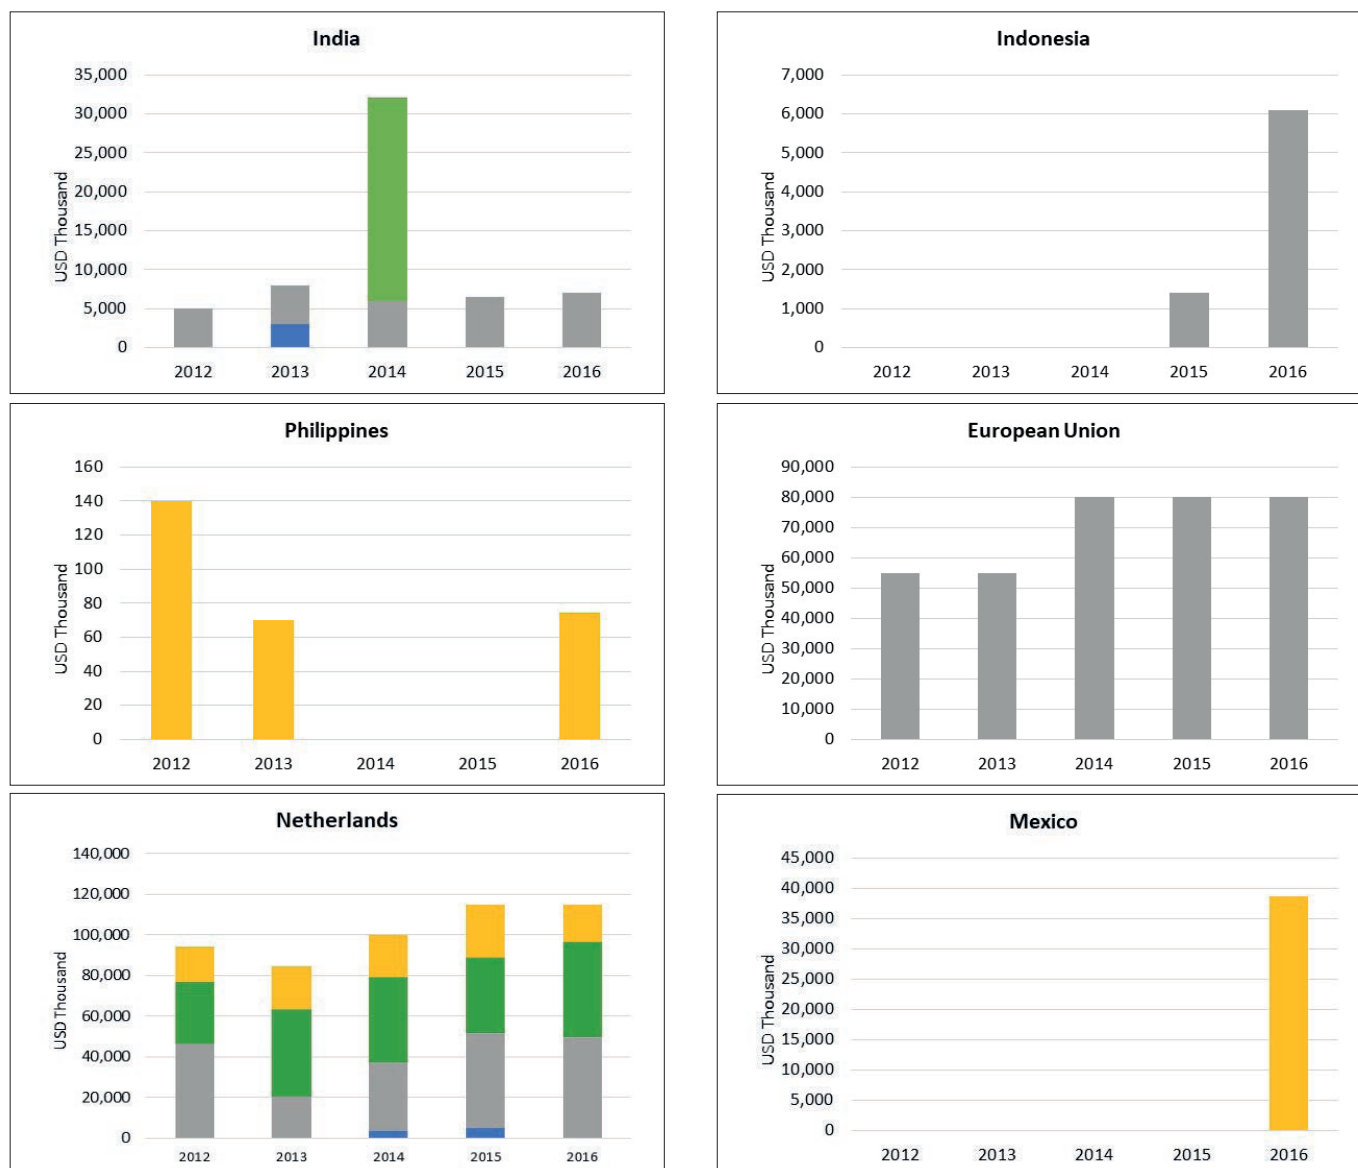 India
35,000
30,000
25,000
20,000
15,000
10,000
5,000
0
USD Thousand
2012 2013 2014 2015 2016
Indonesia
7,000
6,000
5,000
4,000
3,000
2,000
1,000
0
USD Thousand
2012 2013 2014 2015 2016
Philippines
160
140
120
100
80
60
40
20
0
USD Thousand
2012 2013 2014 2015 2016
European Union
90,000
80,000
70,000
60,000
50,000
40,000
30,000
20,000
10,000
0
USD Thousand
2012 2013 2014 2015 2016
Netherlands
140,000
120,000
100,000
80,000
60,000
40,000
20,000
0
USD Thousand
2012 2013 2014 2015 2016
Mexico
45,000
40,000
35,000
30,000
25,000
20,000
15,000
10,000
5,000
0
USD Thousand
2012 2013 2014 2015 2016